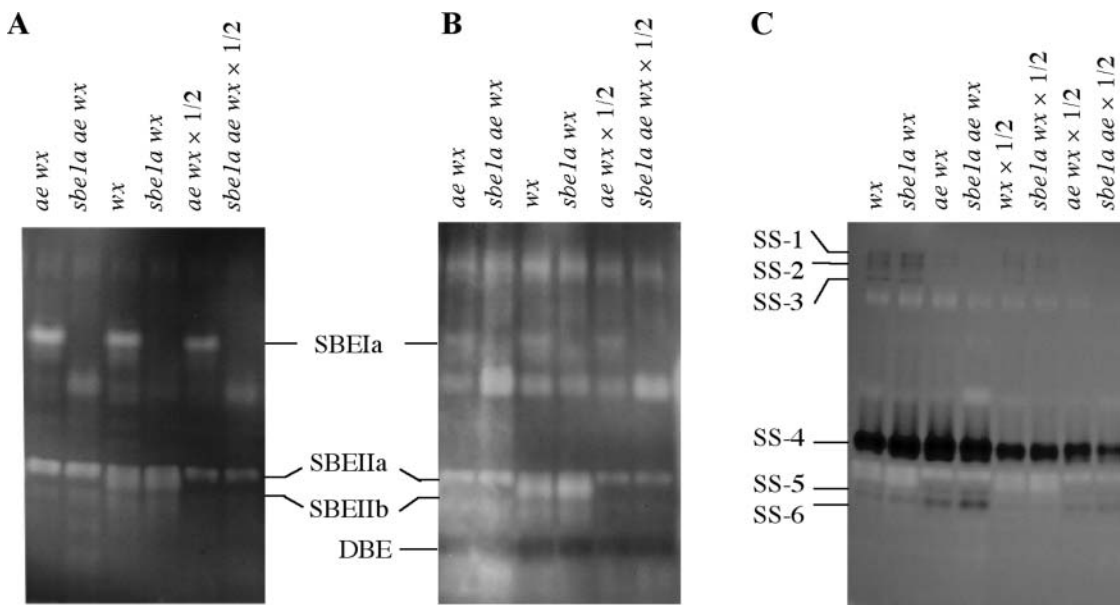 A
ae wx
sbe1a ae wx
wx
sbe1a wx
ae wx × 1/2
sbe1a ae wx × 1/2
B
ae wx
sbe1a ae wx
wx
sbe1a wx
ae wx × 1/2
sbe1a ae wx × 1/2
C
wx
sbe1a wx
ae wx
sbe1a ae wx
wx × 1/2
sbe1a wx wx × 1/2
ae wx × 1/2
sbe1a ae × 1/2
SBEIa
SBEIIa
SBEIIb
DBE
SS-1
SS-2
SS-3
SS-4
SS-5
SS-6